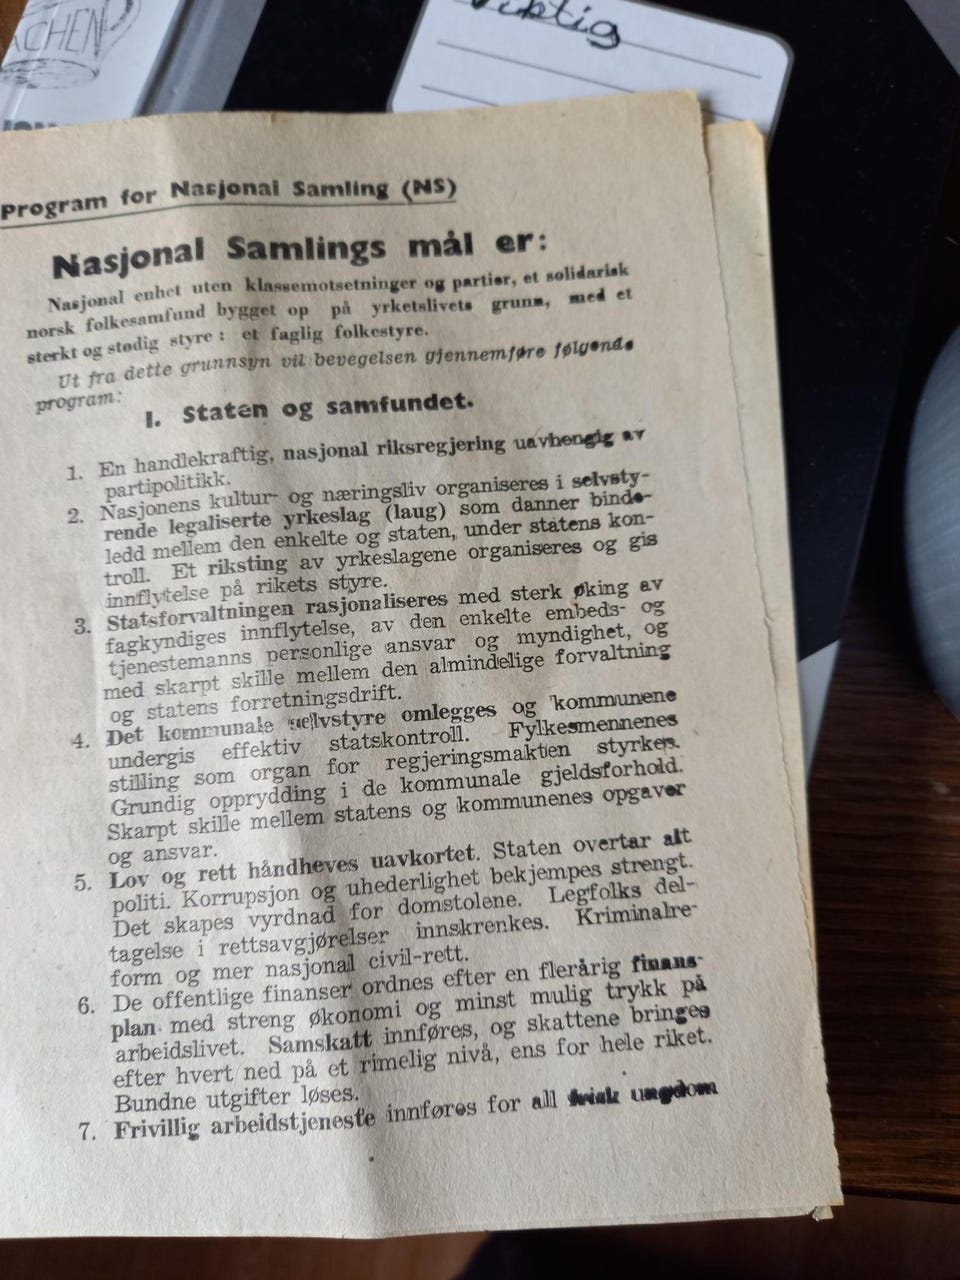 ACHEN
Viktig
Program for Nasjonal Samling (NS)
Nasjonal Samlings mål er:
Nasjonal enhet uten klassemotsetninger og partier, et solidarisk
norsk folkesamfund bygget op på yrketslivets grunn, med et
sterkt og stødig styre: et faglig folkestyre.
Ut fra dette grunnsyn vil bevegelsen gjennemføre følgende
program:
I. Staten og samfundet.
1. En handlekraftig, nasjonal riksregjering uavhengig av
partipolitikk.
2. Nasjonens kultur- og næringsliv organiseres i selvsty-
rende legaliserte yrkeslag (laug) som danner binde-
ledd mellem den enkelte og staten, under statens kon-
troll. Et riksting av yrkeslagene organiseres og gis
innflytelse på rikets styre.
3. Statsforvaltningen rasjonaliseres med sterk øking av
fagkyndiges innflytelse, av den enkelte embeds- og
tjenestemanns personlige ansvar og myndighet, og
med skarpt skille mellem den almindelige forvaltning
og statens forretningsdrift.
4. Det kommunale selvstyre omlegges og kommunene
undergis effektiv statskontroll. Fylkesmennenes
stilling som organ for regjeringsmakten styrkes.
Grundig opprydding i de kommunale gjeldsforhold.
Skarpt skille mellem statens og kommunenes opgaver
og ansvar.
5. Lov og rett håndheves uavkortet. Staten overtar alt
politi. Korrupsjon og uhederlighet bekjempes strengt.
Det skapes vyrdnad for domstolene. Legfolks del-
tagelse i rettsavgjørelser innskrenkes. Kriminalre-
form og mer nasjonal civil-rett.
6. De offentlige finanser ordnes efter en flerårig finans-
plan med streng økonomi og minst mulig trykk på
arbeidslivet. Samskatt innføres, og skattene bringes
efter hvert ned på et rimelig nivå, ens for hele riket.
Bundne utgifter løses.
7. Frivillig arbeidstjeneste innføres for all frisk ungdom